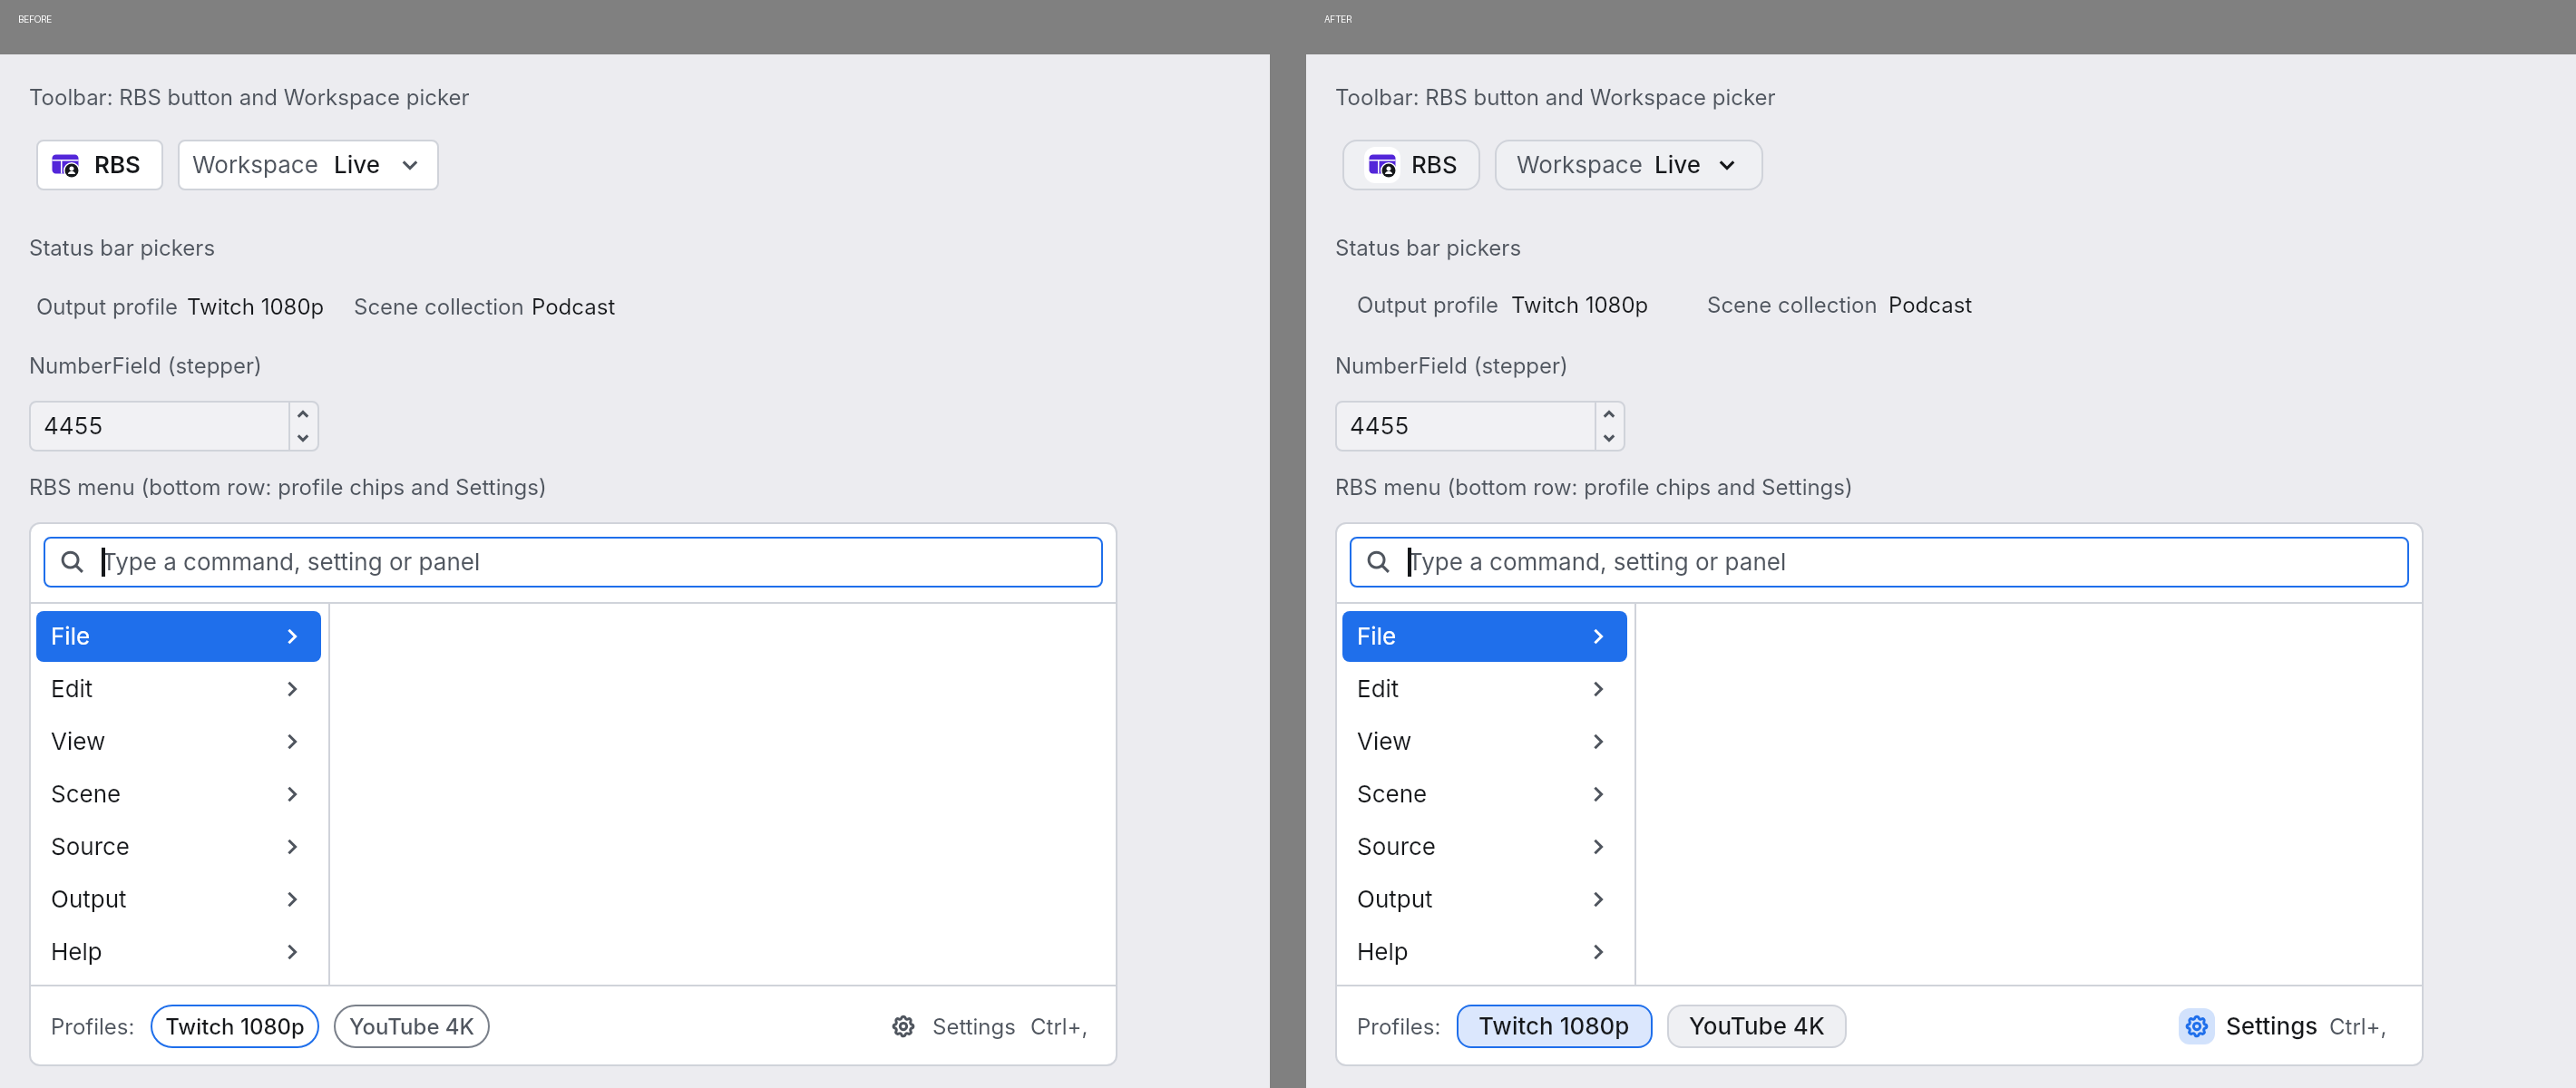 BEFORE
Toolbar: RBS button and Workspace picker
RBS
Workspace Live
Status bar pickers
Output profile Twitch 1080p Scene collection Podcast
NumberField (stepper)
4455
RBS menu (bottom row: profile chips and Settings)
Type a command, setting or panel
File
Edit
View
Scene
Source
Output
Help
Profiles: Twitch 1080p YouTube 4K Settings Ctrl+,
AFTER
Toolbar: RBS button and Workspace picker
RBS
Workspace Live
Status bar pickers
Output profile Twitch 1080p Scene collection Podcast
NumberField (stepper)
4455
RBS menu (bottom row: profile chips and Settings)
Type a command, setting or panel
File
Edit
View
Scene
Source
Output
Help
Profiles: Twitch 1080p YouTube 4K Settings Ctrl+,